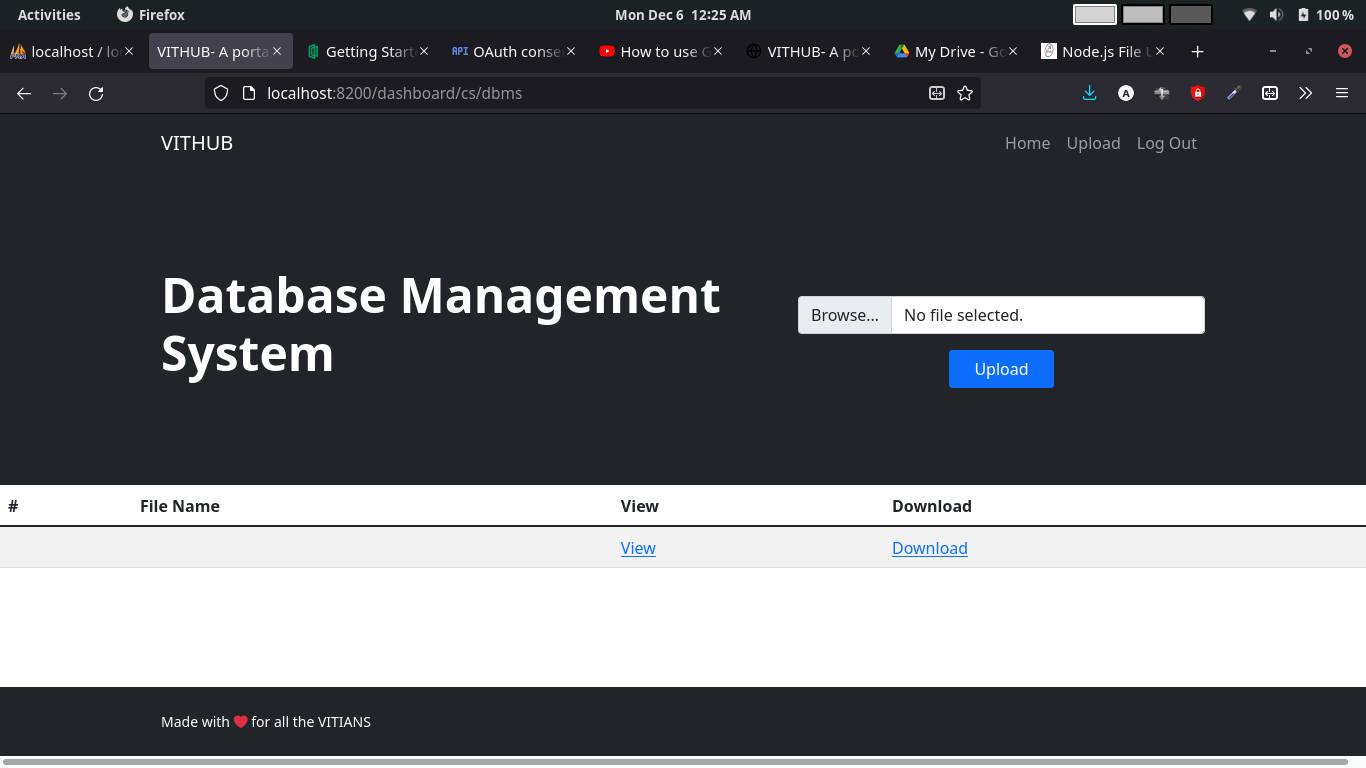 Activities Firefox Mon Dec 6 12:25 AM 100 %
localhost / lo VITHUB- A porta Getting Start API OAuth conse How to use G VITHUB- A po My Drive - Go Node.js File U
localhost:8200/dashboard/cs/dbms A
VITHUB Home Upload Log Out
Database Management
System
Browse... No file selected.
Upload
# File Name View Download
View Download
Made with ❤ for all the VITIANS